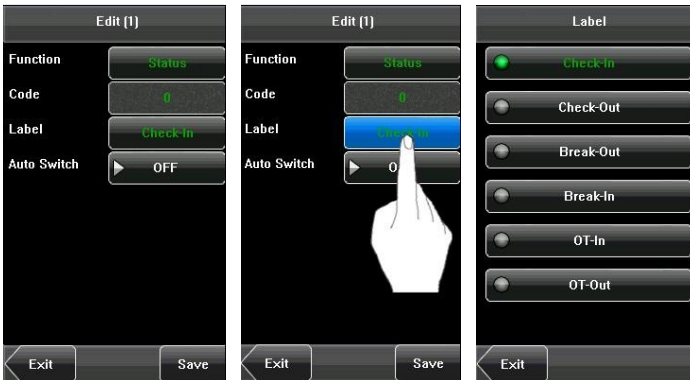 Edit (1)
Function
Status
Code
0
Label
Check-In
Auto Switch
OFF
Exit
Save
Edit (1)
Function
Status
Code
0
Label
Check-In
Auto Switch
Exit
Save
Label
Check-In
Check-Out
Break-Out
Break-In
OT-In
OT-Out
Exit